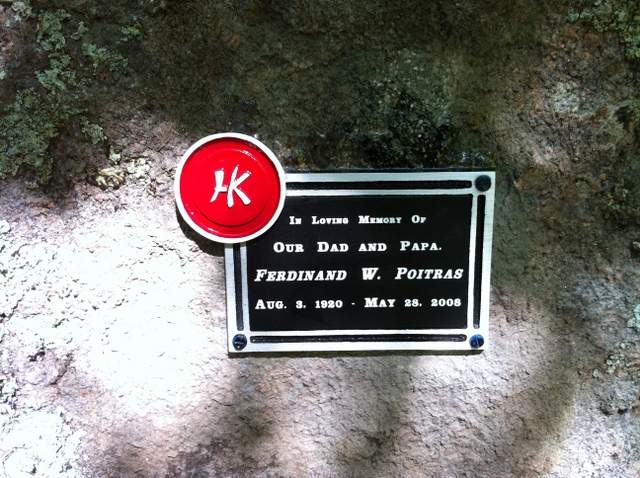 HK
In Loving Memory Of
Our Dad and Papa.
Ferdinand W. Poitras
Aug. 3. 1920 - May 28. 2008